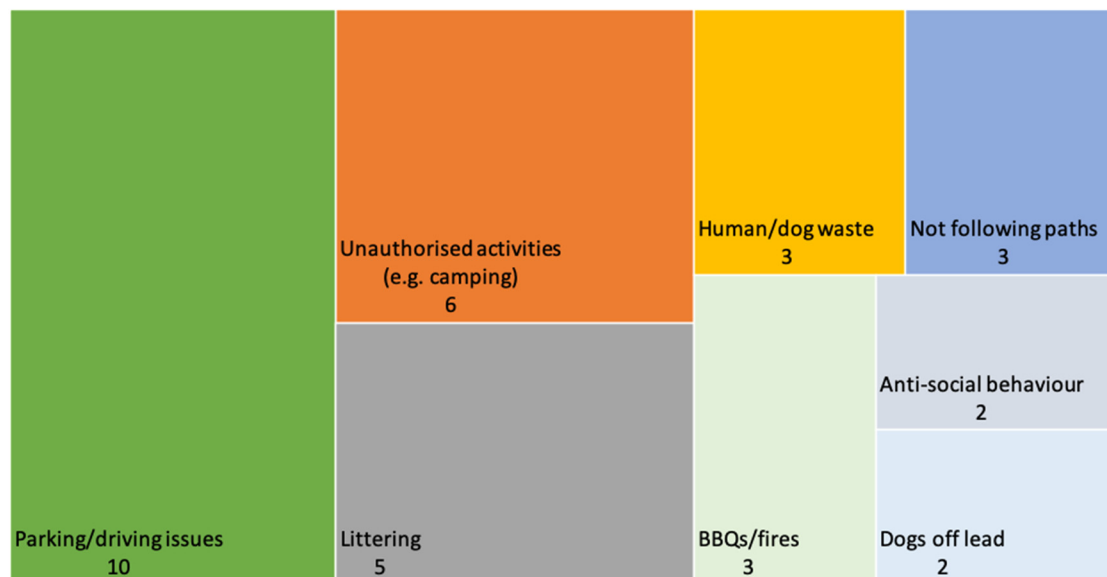 Parking/driving issues
10
Unauthorised activities
(e.g. camping)
6
Littering
5
Human/dog waste
3
Not following paths
3
BBQs/fires
3
Anti-social behaviour
2
Dogs off lead
2